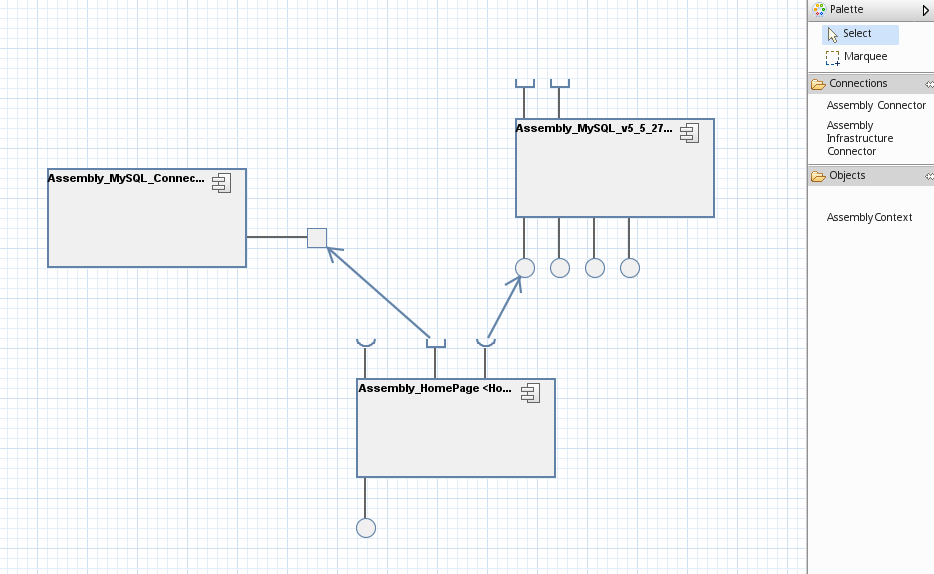 Palette
Select
Marquee
Connections
Assembly Connector
Assembly
Infrastructure
Connector
Objects
AssemblyContext
Assembly_MySQL_v5_5_27...
Assembly_MySQL_Connec...
Assembly_HomePage <Ho...